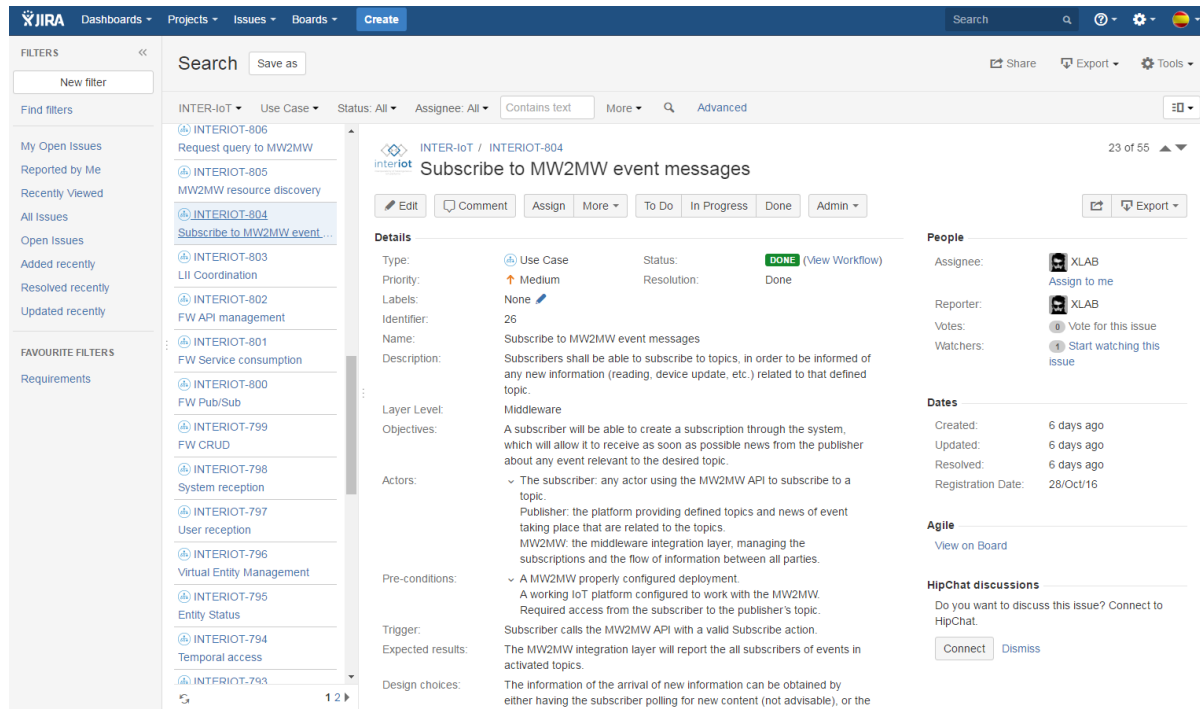 JIRA Dashboards Projects Issues Boards Create Search
FILTERS
New filter
Find filters
My Open Issues
Reported by Me
Recently Viewed
All Issues
Open Issues
Added recently
Resolved recently
Updated recently
FAVOURITE FILTERS
Requirements
Search Save as
Share Export Tools
INTER-IoT Use Case Status: All Assignee: All Contains text More Advanced
INTERIOT-806
Request query to MW2MW
INTERIOT-805
MW2MW resource discovery
INTERIOT-804
Subscribe to MW2MW event ...
INTERIOT-803
LII Coordination
INTERIOT-802
FW API management
INTERIOT-801
FW Service consumption
INTERIOT-800
FW Pub/Sub
INTERIOT-799
FW CRUD
INTERIOT-798
System reception
INTERIOT-797
User reception
INTERIOT-796
Virtual Entity Management
INTERIOT-795
Entity Status
INTERIOT-794
Temporal access
INTERIOT-793
1 2
interiot
INTER-IoT / INTERIOT-804
23 of 55
Subscribe to MW2MW event messages
Edit Comment Assign More To Do In Progress Done Admin Export
Details
Type: Use Case Status: DONE (View Workflow)
Priority: Medium Resolution: Done
Labels: None
Identifier: 26
Name: Subscribe to MW2MW event messages
Description: Subscribers shall be able to subscribe to topics, in order to be informed of
any new information (reading, device update, etc.) related to that defined
topic.
Layer Level: Middleware
Objectives: A subscriber will be able to create a subscription through the system,
which will allow it to receive as soon as possible news from the publisher
about any event relevant to the desired topic.
Actors: The subscriber: any actor using the MW2MW API to subscribe to a
topic.
Publisher: the platform providing defined topics and news of event
taking place that are related to the topics.
MW2MW: the middleware integration layer, managing the
subscriptions and the flow of information between all parties.
Pre-conditions: A MW2MW properly configured deployment.
A working IoT platform configured to work with the MW2MW.
Required access from the subscriber to the publisher's topic.
Trigger: Subscriber calls the MW2MW API with a valid Subscribe action.
Expected results: The MW2MW integration layer will report the all subscribers of events in
activated topics.
Design choices: The information of the arrival of new information can be obtained by
either having the subscriber polling for new content (not advisable), or the
People
Assignee: XLAB
Assign to me
Reporter: XLAB
Votes: 0 Vote for this issue
Watchers: 1 Start watching this
issue
Dates
Created: 6 days ago
Updated: 6 days ago
Resolved: 6 days ago
Registration Date: 28/Oct/16
Agile
View on Board
HipChat discussions
Do you want to discuss this issue? Connect to
HipChat.
Connect Dismiss